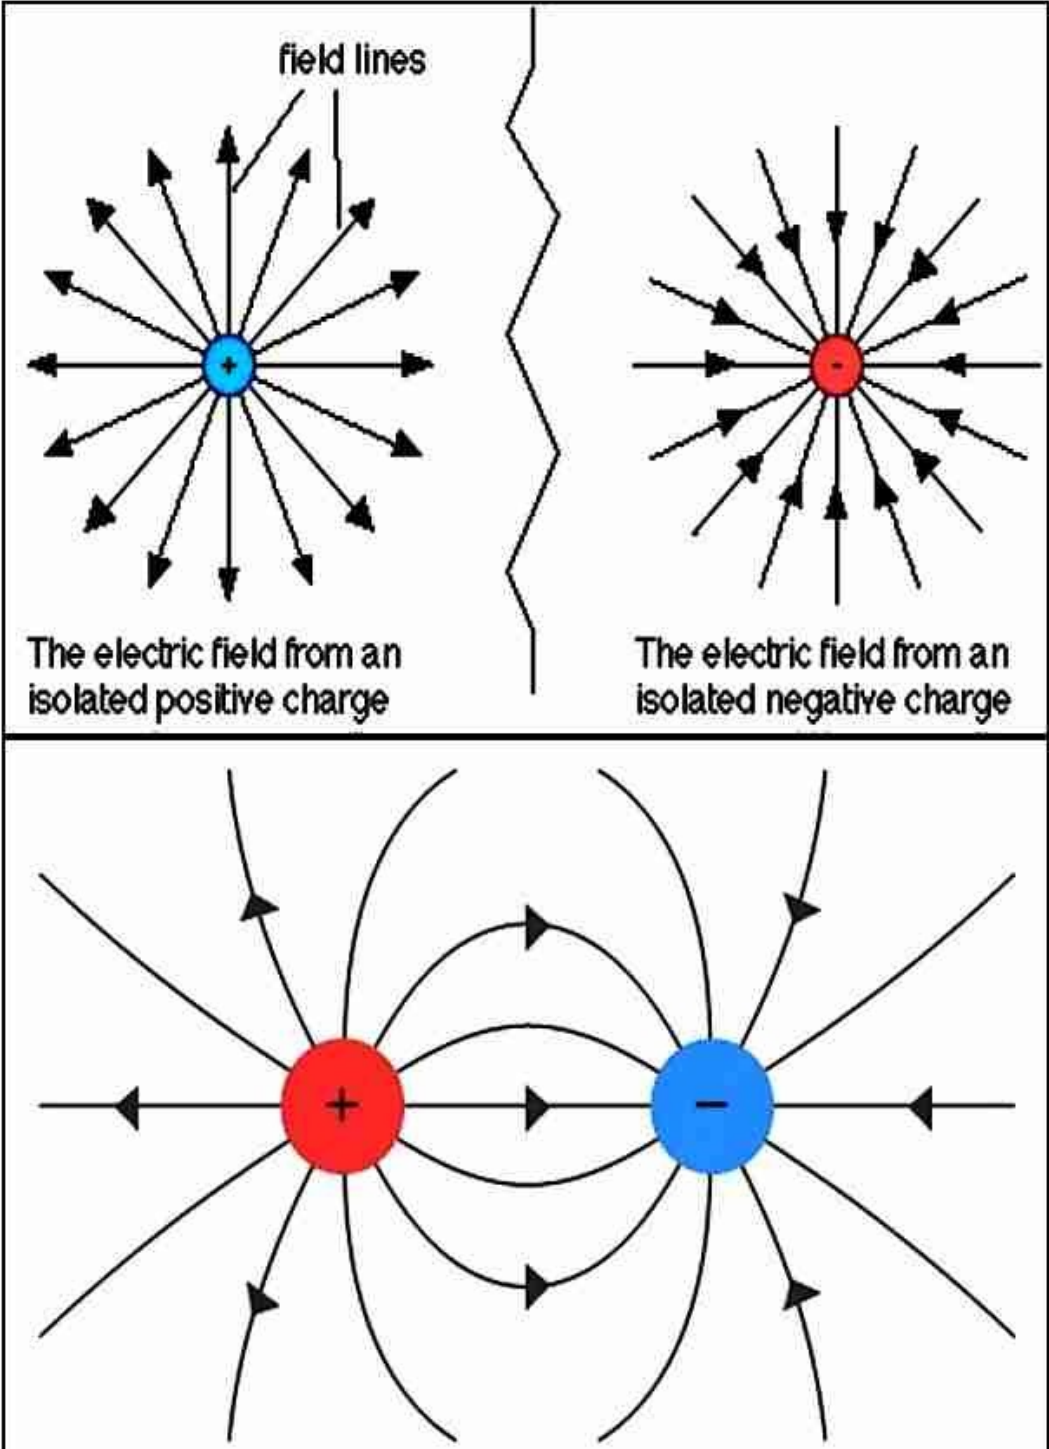 field lines
+
-
The electric field from an
isolated positive charge
The electric field from an
isolated negative charge
+
−